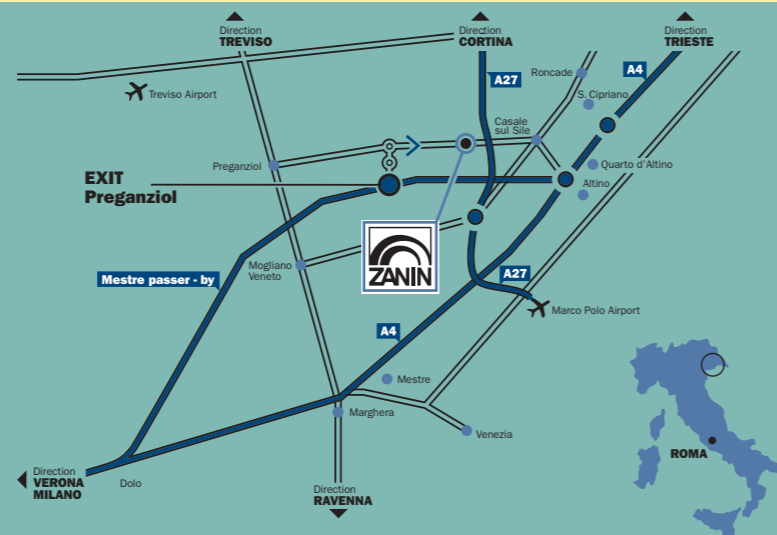 Direction
TREVISO
Direction
CORTINA
Direction
TRIESTE
A27
Roncade
A4
Treviso Airport
S. Cipriano
Casale
sul Sile
Preganziol
Quarto d'Altino
EXIT
Preganziol
Altino
ZANIN
Mogliano
Veneto
Mestre passer - by
A27
Marco Polo Airport
A4
Mestre
Marghera
Venezia
ROMA
Direction
VERONA
MILANO
Dolo
Direction
RAVENNA